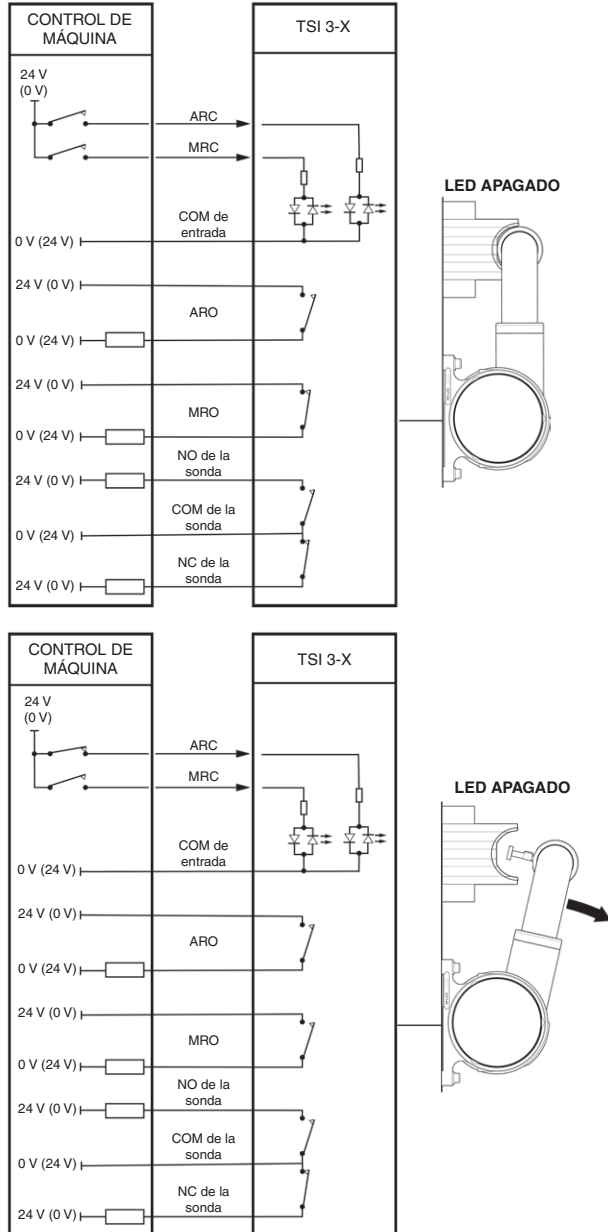 CONTROL DE
MÁQUINA
TSI 3-X
24 V
(0 V)
ARC
MRC
LED APAGADO
COM de
entrada
0 V (24 V)
24 V (0 V)
ARO
0 V (24 V)
24 V (0 V)
MRO
0 V (24 V)
NO de la
sonda
24 V (0 V)
COM de la
sonda
0 V (24 V)
NC de la
sonda
24 V (0 V)
CONTROL DE
MÁQUINA
TSI 3-X
24 V
(0 V)
ARC
MRC
LED APAGADO
COM de
entrada
0 V (24 V)
24 V (0 V)
ARO
0 V (24 V)
24 V (0 V)
MRO
0 V (24 V)
NO de la
sonda
24 V (0 V)
COM de la
sonda
0 V (24 V)
NC de la
sonda
24 V (0 V)